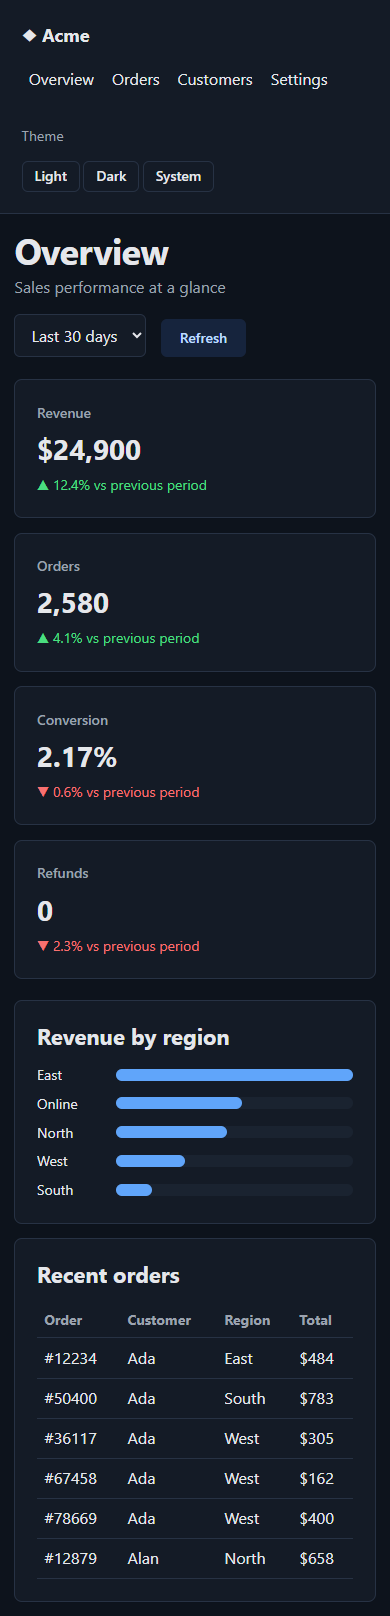 ◆ Acme
Overview Orders Customers Settings
Theme
Light Dark System
Overview
Sales performance at a glance
Last 30 days Refresh
Revenue
$24,900
▲ 12.4% vs previous period
Orders
2,580
▲ 4.1% vs previous period
Conversion
2.17%
▼ 0.6% vs previous period
Refunds
0
▼ 2.3% vs previous period
Revenue by region
East
Online
North
West
South
Recent orders
Order Customer Region Total
#12234 Ada East $484
#50400 Ada South $783
#36117 Ada West $305
#67458 Ada West $162
#78669 Ada West $400
#12879 Alan North $658